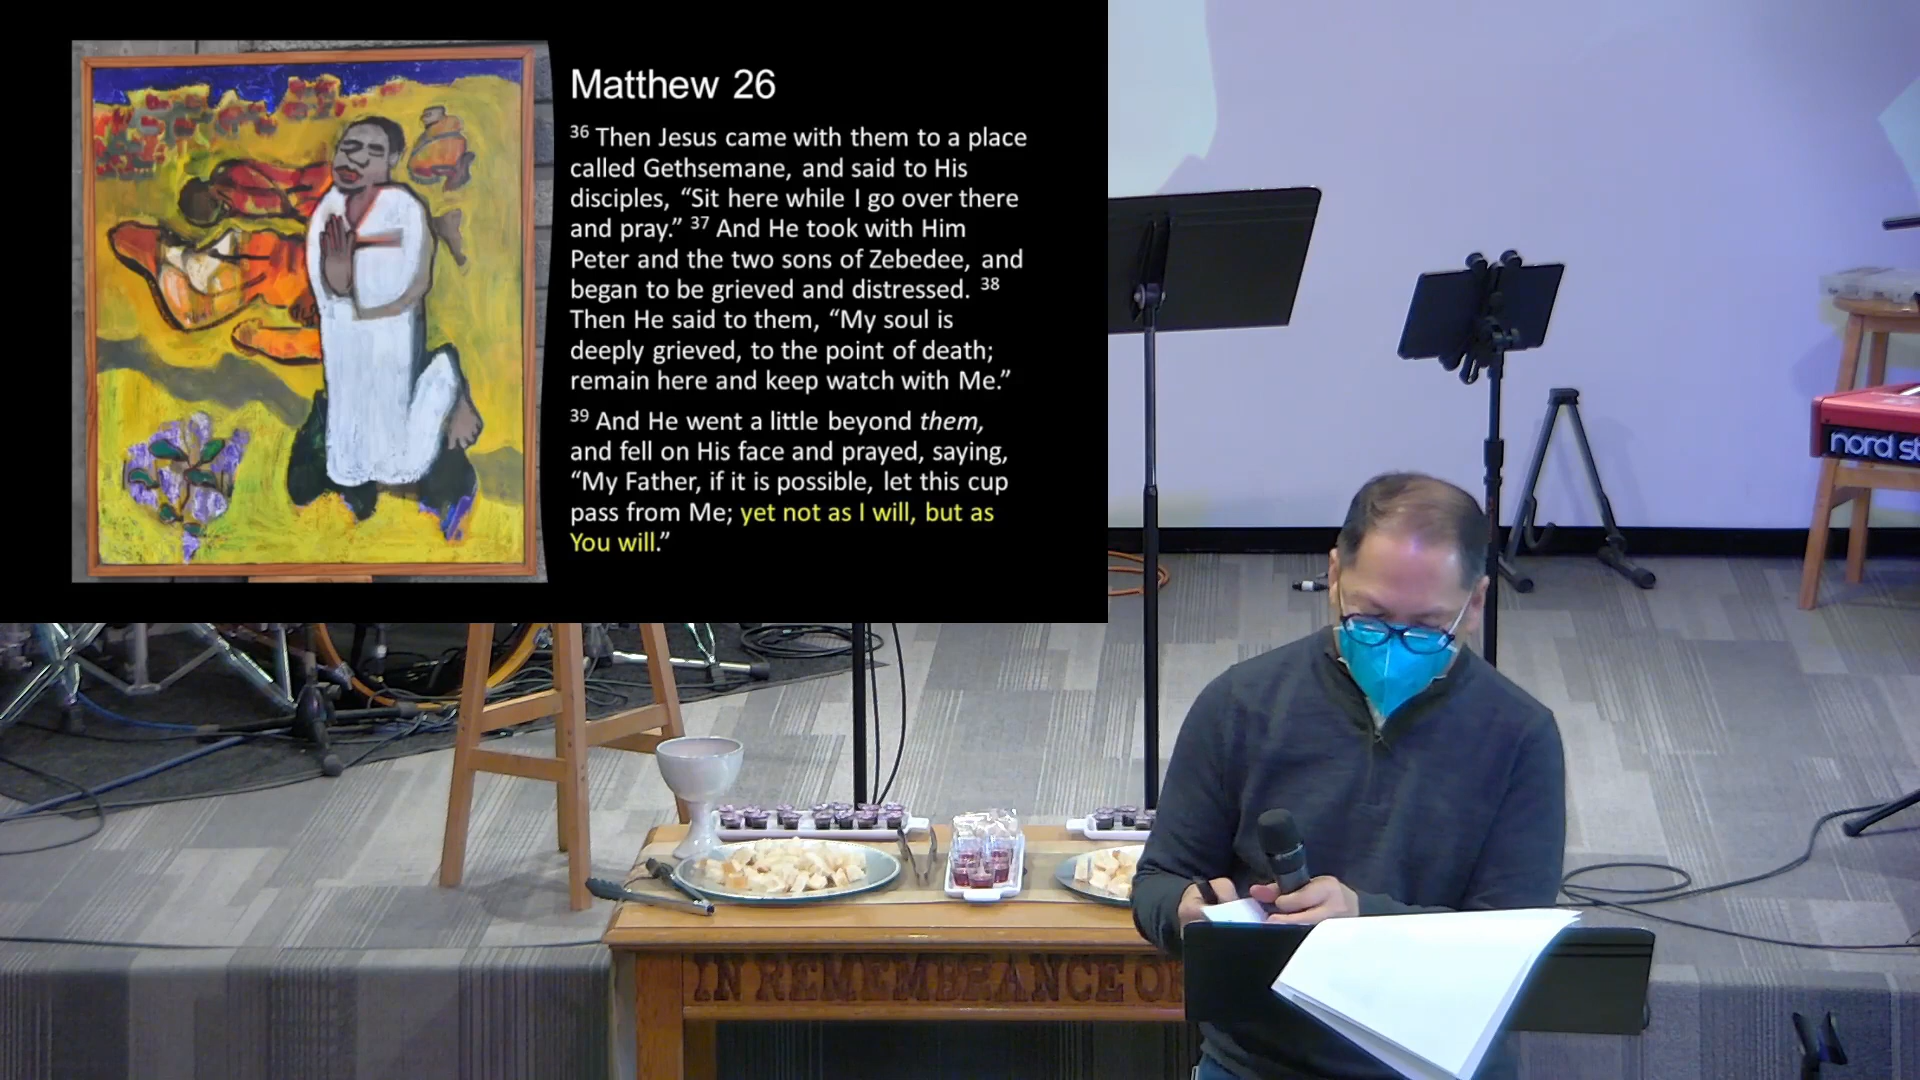 Matthew 26
36 Then Jesus came with them to a place
called Gethsemane, and said to His
disciples, “Sit here while I go over there
and pray.” 37 And He took with Him
Peter and the two sons of Zebedee, and
began to be grieved and distressed. 38
Then He said to them, “My soul is
deeply grieved, to the point of death;
remain here and keep watch with Me.”
39 And He went a little beyond them,
and fell on His face and prayed, saying,
“My Father, if it is possible, let this cup
pass from Me; yet not as I will, but as
You will.”
nord
IN REMEMBRANCE